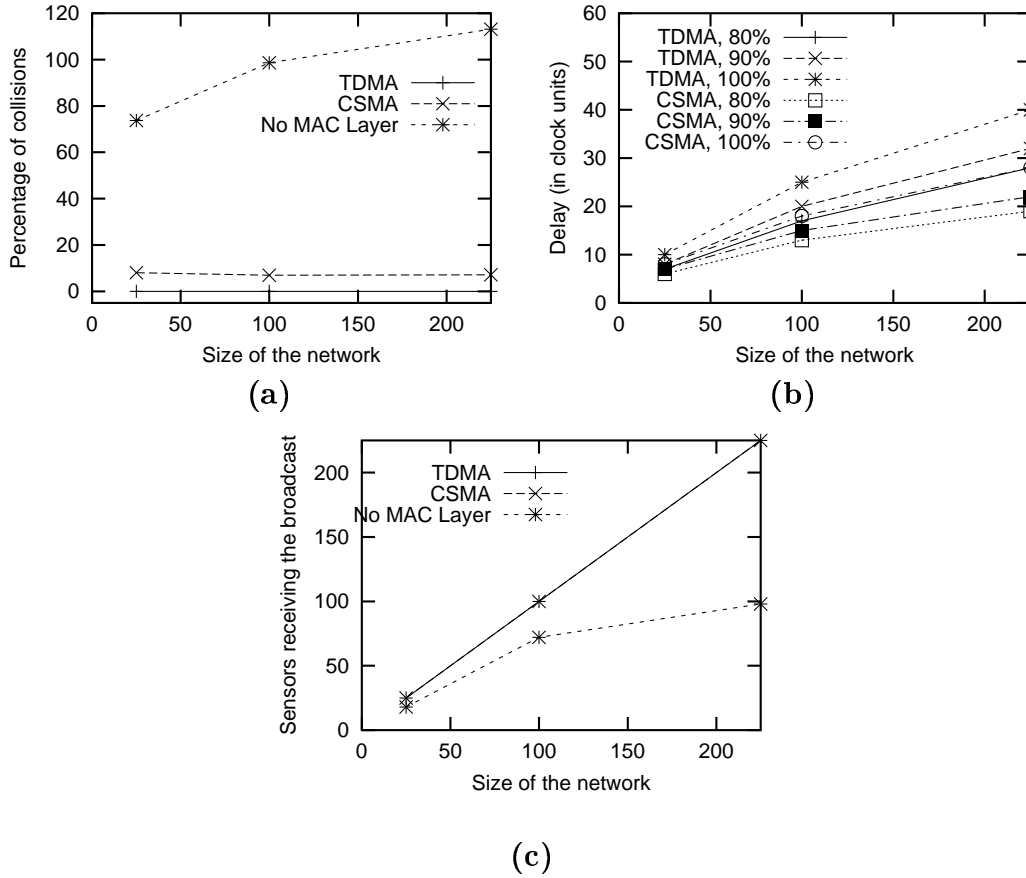 120
100
80
60
40
20
0
0 50 100 150 200
Percentage of collisions
Size of the network
TDMA
CSMA
No MAC Layer
(a)
60
50
40
30
20
10
0
0 50 100 150 200
Delay (in clock units)
Size of the network
TDMA, 80%
TDMA, 90%
TDMA, 100%
CSMA, 80%
CSMA, 90%
CSMA, 100%
(b)
200
150
100
50
0
0 50 100 150 200
Sensors receiving the broadcast
Size of the network
TDMA
CSMA
No MAC Layer
(c)